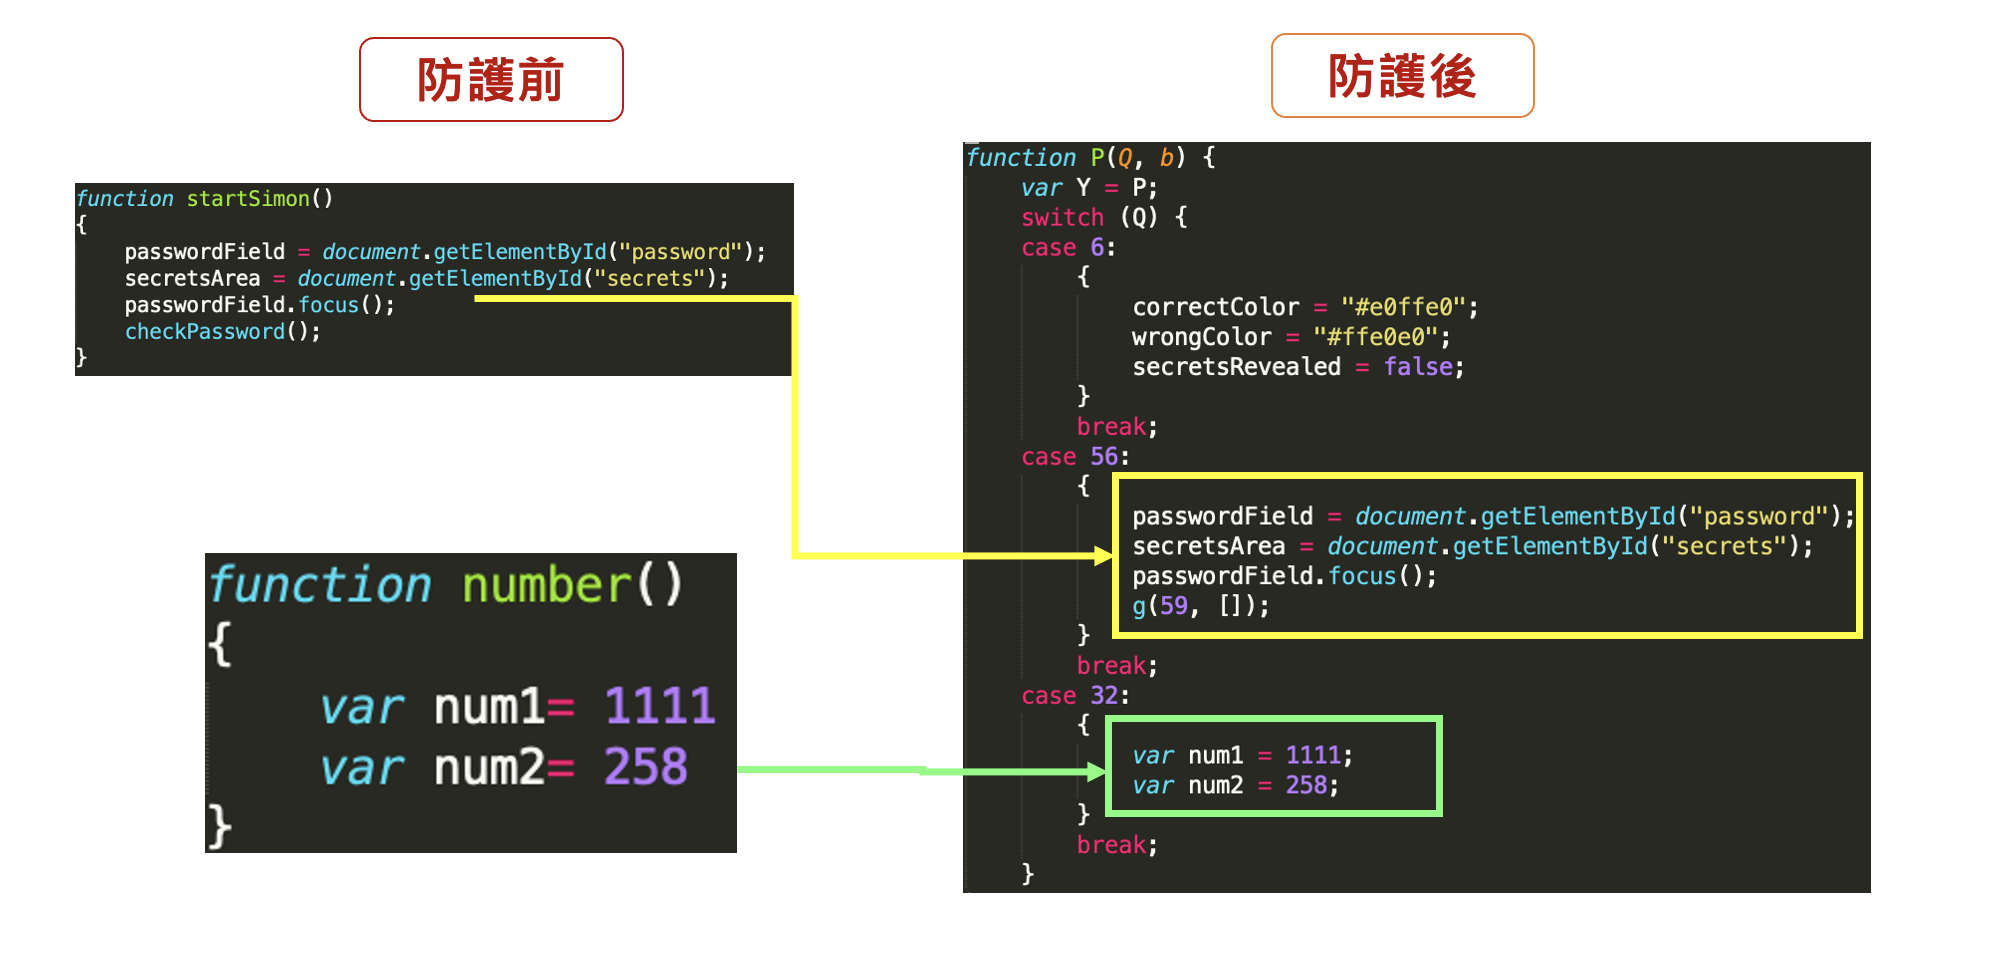 防護前
function startSimon()
{
    passwordField = document.getElementById("password");
    secretsArea = document.getElementById("secrets");
    passwordField.focus();
    checkPassword();
}
function number()
{
    var num1= 1111
    var num2= 258
}
防護後
function P(Q, b) {
    var Y = P;
    switch (Q) {
    case 6:
        {
            correctColor = "#e0ffe0";
            wrongColor = "#ffe0e0";
            secretsRevealed = false;
        }
        break;
    case 56:
        {
            passwordField = document.getElementById("password");
            secretsArea = document.getElementById("secrets");
            passwordField.focus();
            g(59, []);
        }
        break;
    case 32:
        {
            var num1 = 1111;
            var num2 = 258;
        }
        break;
    }